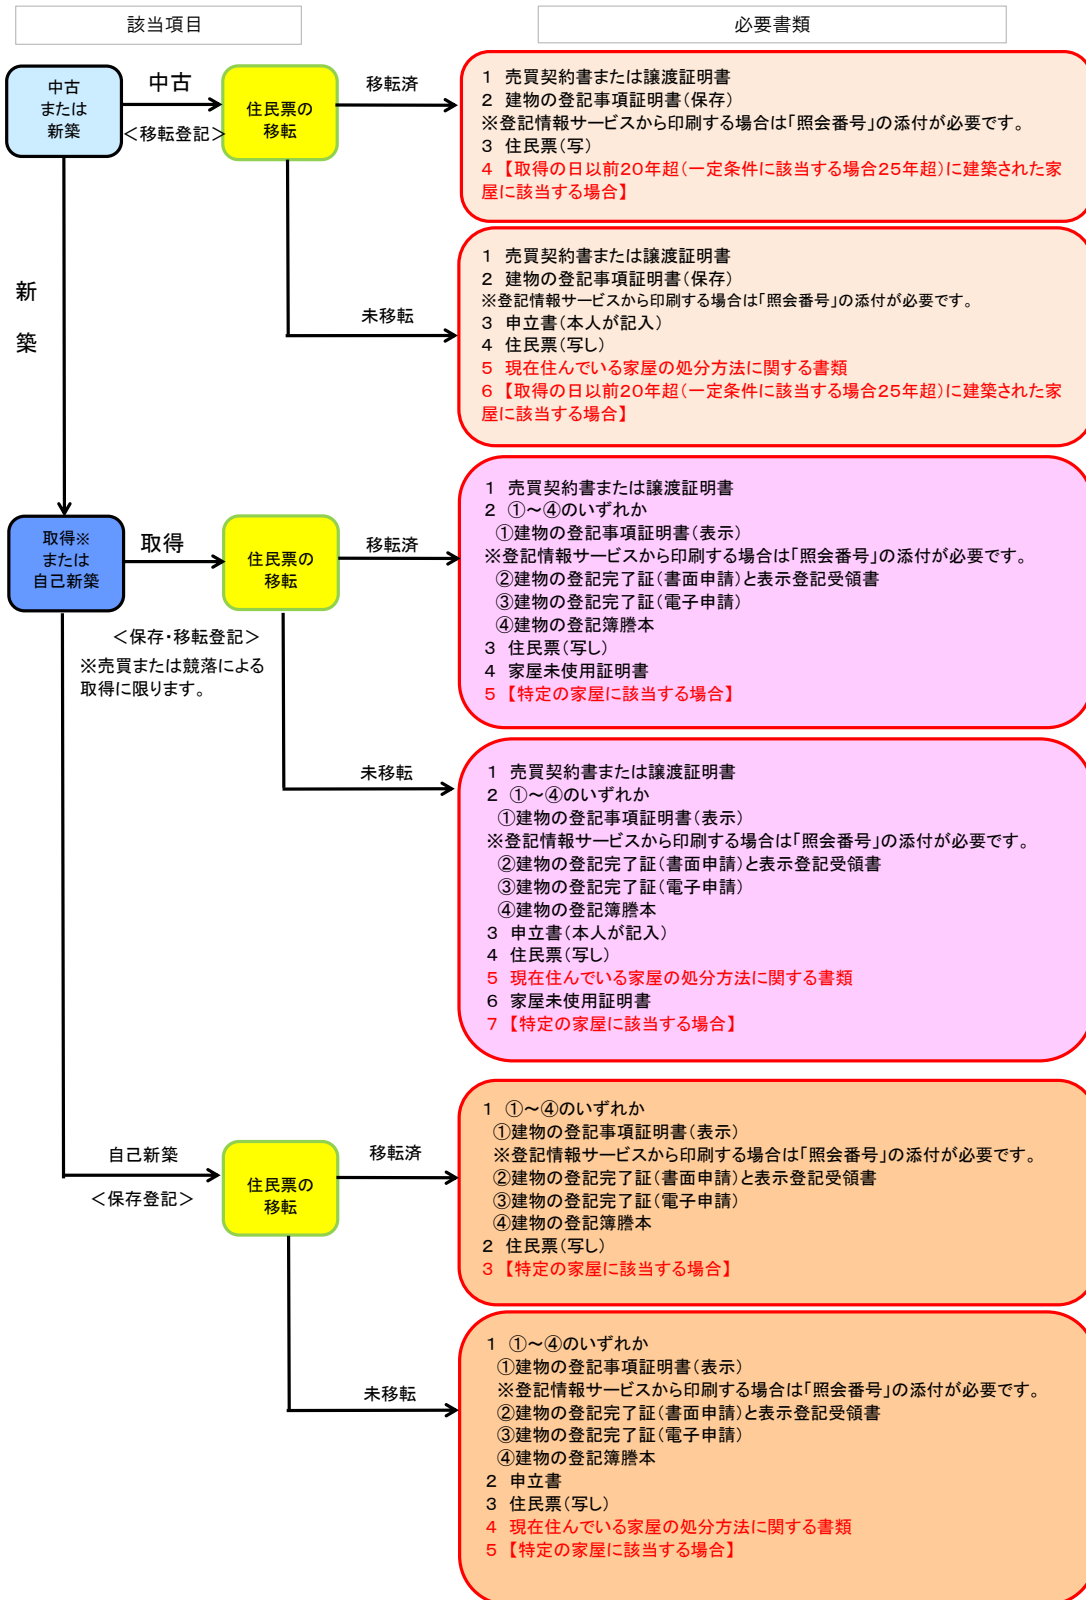 該当項目
必要書類
中古
または
新築
中古
＜移転登記＞
住民票の
移転
移転済
1 売買契約書または譲渡証明書
2 建物の登記事項証明書(保存)
※登記情報サービスから印刷する場合は「照会番号」の添付が必要です。
3 住民票(写)
4 【取得の日以前20年超(一定条件に該当する場合25年超)に建築された家
屋に該当する場合】
未移転
1 売買契約書または譲渡証明書
2 建物の登記事項証明書(保存)
※登記情報サービスから印刷する場合は「照会番号」の添付が必要です。
3 申立書(本人が記入)
4 住民票(写し)
5 現在住んでいる家屋の処分方法に関する書類
6 【取得の日以前20年超(一定条件に該当する場合25年超)に建築された家
屋に該当する場合】
新
築
取得※
または
自己新築
取得
＜保存・移転登記＞
※売買または競落による
取得に限ります。
住民票の
移転
移転済
1 売買契約書または譲渡証明書
2 ①～④のいずれか
①建物の登記事項証明書(表示)
※登記情報サービスから印刷する場合は「照会番号」の添付が必要です。
②建物の登記完了証(書面申請)と表示登記受領書
③建物の登記完了証(電子申請)
④建物の登記簿謄本
3 住民票(写し)
4 家屋未使用証明書
5 【特定の家屋に該当する場合】
未移転
1 売買契約書または譲渡証明書
2 ①～④のいずれか
①建物の登記事項証明書(表示)
※登記情報サービスから印刷する場合は「照会番号」の添付が必要です。
②建物の登記完了証(書面申請)と表示登記受領書
③建物の登記完了証(電子申請)
④建物の登記簿謄本
3 申立書(本人が記入)
4 住民票(写し)
5 現在住んでいる家屋の処分方法に関する書類
6 家屋未使用証明書
7 【特定の家屋に該当する場合】
自己新築
＜保存登記＞
住民票の
移転
移転済
1 ①～④のいずれか
①建物の登記事項証明書(表示)
※登記情報サービスから印刷する場合は「照会番号」の添付が必要です。
②建物の登記完了証(書面申請)と表示登記受領書
③建物の登記完了証(電子申請)
④建物の登記簿謄本
2 住民票(写し)
3 【特定の家屋に該当する場合】
未移転
1 ①～④のいずれか
①建物の登記事項証明書(表示)
※登記情報サービスから印刷する場合は「照会番号」の添付が必要です。
②建物の登記完了証(書面申請)と表示登記受領書
③建物の登記完了証(電子申請)
④建物の登記簿謄本
2 申立書
3 住民票(写し)
4 現在住んでいる家屋の処分方法に関する書類
5 【特定の家屋に該当する場合】